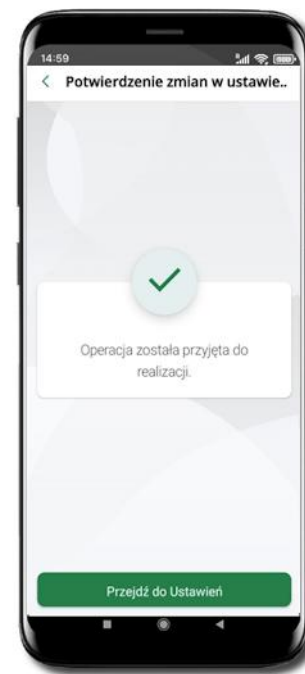 14:59
Potwierdzenie zmian w ustawie..
Operacja została przyjęta do
realizacji.
Przejdź do Ustawień